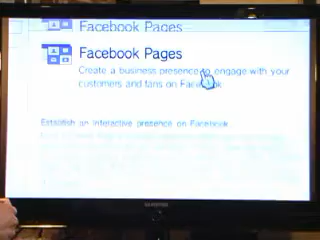 Facebook Pages
Facebook Pages
Create a business presence to engage with your
customers and fans on Facebook
Establish an interactive presence on Facebook